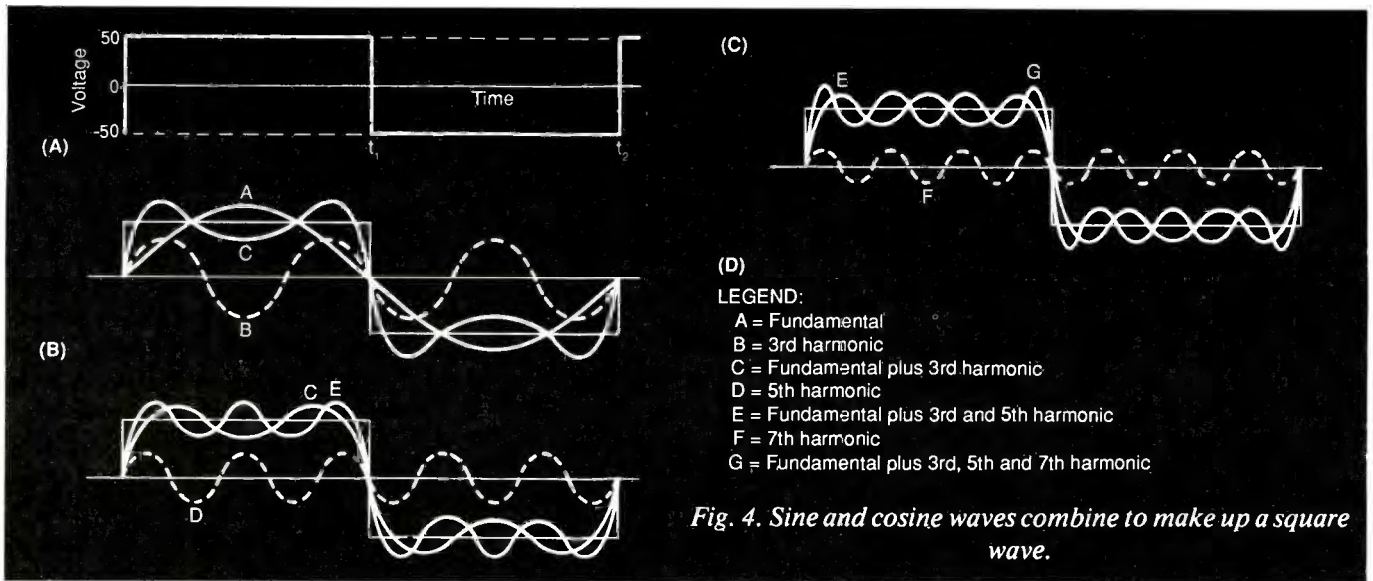 50
Voltage
0
Time
-50
(A)
t₁
t₂
A
C
B
(B)
C E
D
(C)
E
G
F
(D)
LEGEND:
A = Fundamental
B = 3rd harmonic
C = Fundamental plus 3rd harmonic
D = 5th harmonic
E = Fundamental plus 3rd and 5th harmonic
F = 7th harmonic
G = Fundamental plus 3rd, 5th and 7th harmonic
Fig. 4. Sine and cosine waves combine to make up a square
wave.